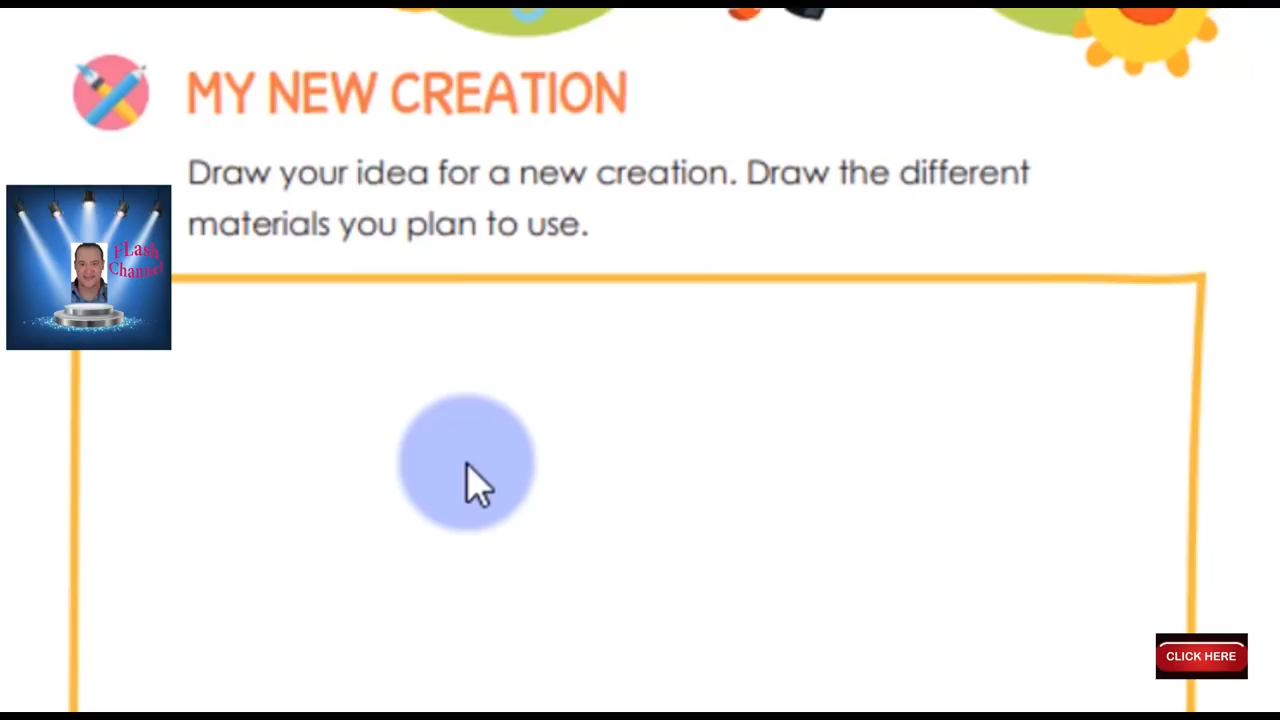 MY NEW CREATION
Draw your idea for a new creation. Draw the different
materials you plan to use.
FLash
Channel
CLICK HERE